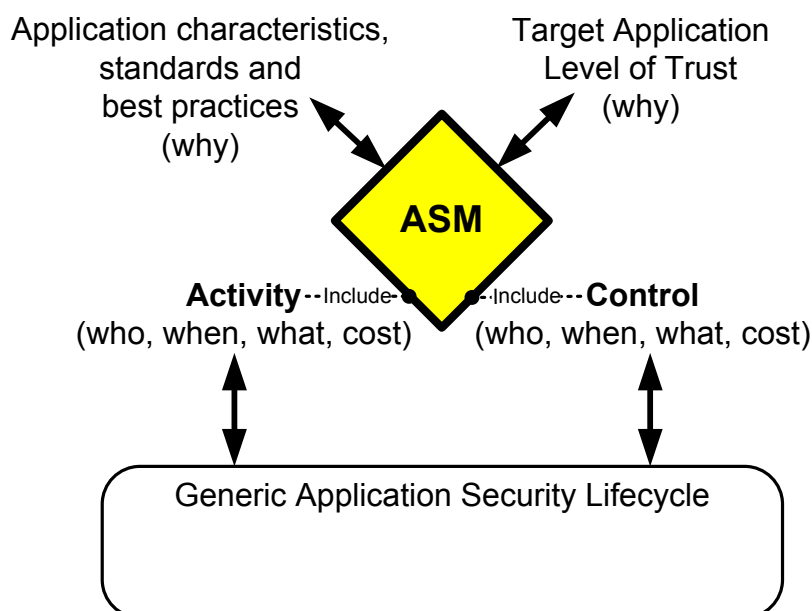 Application characteristics,
standards and
best practices
(why)
Target Application
Level of Trust
(why)
ASM
Activity
Include
Include
Control
(who, when, what, cost)
(who, when, what, cost)
Generic Application Security Lifecycle